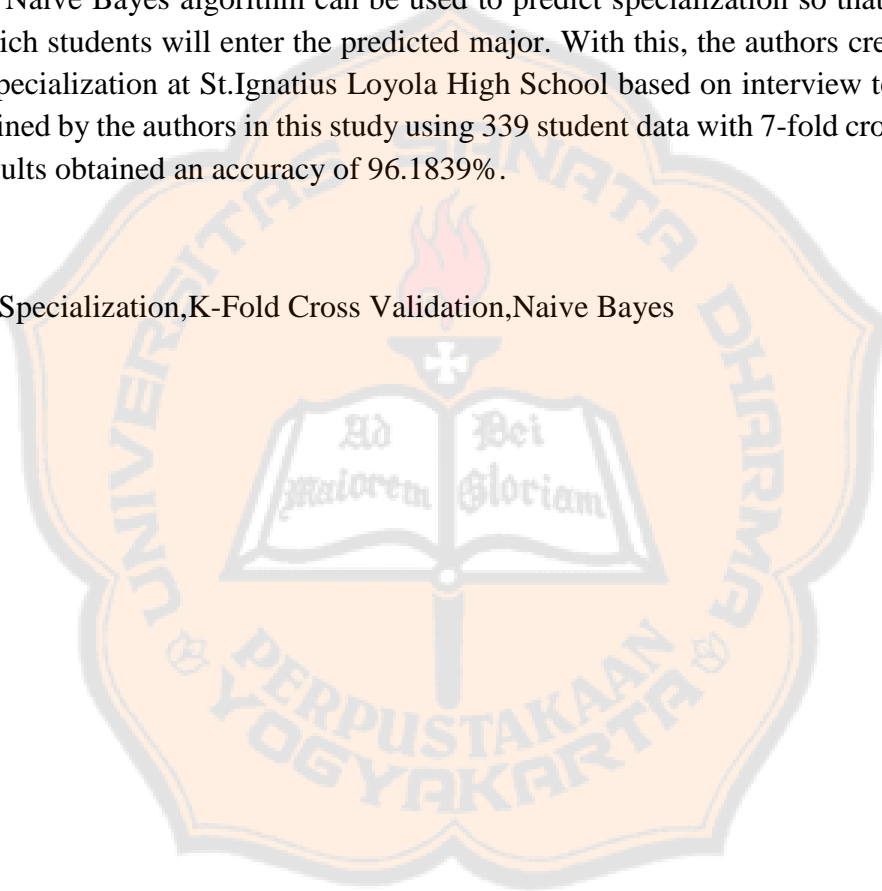 Naive Bayes algorithm can be used to predict specialization so that
ich students will enter the predicted major. With this, the authors cre
pecialization at St.Ignatius Loyola High School based on interview te
ined by the authors in this study using 339 student data with 7-fold cro
ults obtained an accuracy of 96.1839%.
Specialization,K-Fold Cross Validation,Naive Bayes
UNIVERSITAS SANATA DHARMA
Ad Maiorem
Dei Gloriam
PERPUSTAKAAN
YOGYAKARTA